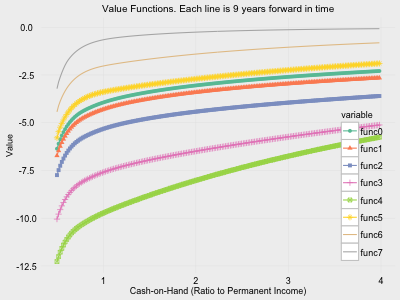 Value Functions. Each line is 9 years forward in time
0.0
-2.5
-5.0
-7.5
-10.0
-12.5
Value
1
2
3
4
Cash-on-Hand (Ratio to Permanent Income)
variable
func0
func1
func2
func3
func4
func5
func6
func7